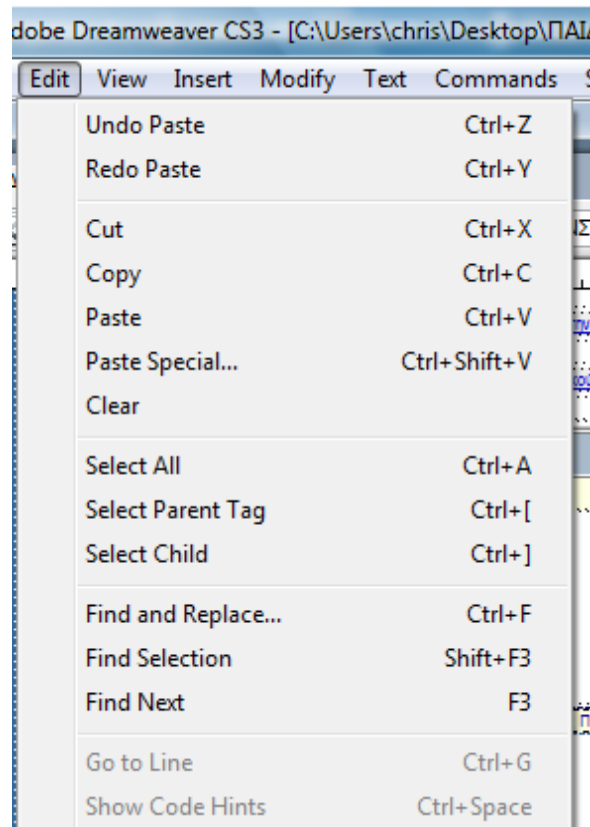 dobe Dreamweaver CS3 - [C:\Users\chris\Desktop\ΠΑΙΔ
Edit View Insert Modify Text Commands S
Undo Paste Ctrl+Z
Redo Paste Ctrl+Y
Cut Ctrl+X
Copy Ctrl+C
Paste Ctrl+V
Paste Special... Ctrl+Shift+V
Clear
Select All Ctrl+A
Select Parent Tag Ctrl+[
Select Child Ctrl+]
Find and Replace... Ctrl+F
Find Selection Shift+F3
Find Next F3
Go to Line Ctrl+G
Show Code Hints Ctrl+Space